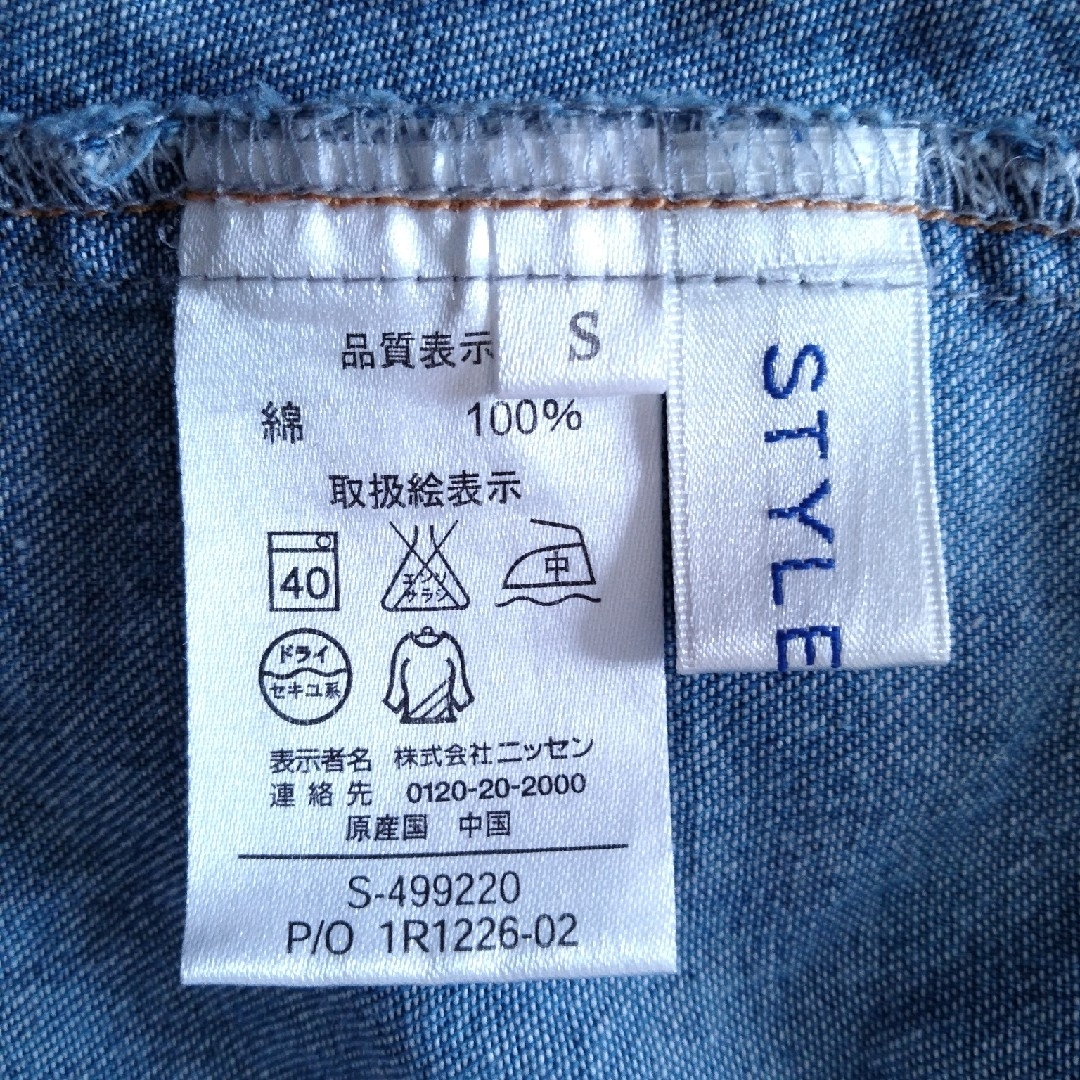 品質表示
S
綿 100%
取扱絵表示
40
エンソ
サラシ
中
ドライ
セキユ系
表示者名 株式会社ニッセン
連絡先 0120-20-2000
原産国 中国
S-499220
P/O 1R1226-02
STYLE